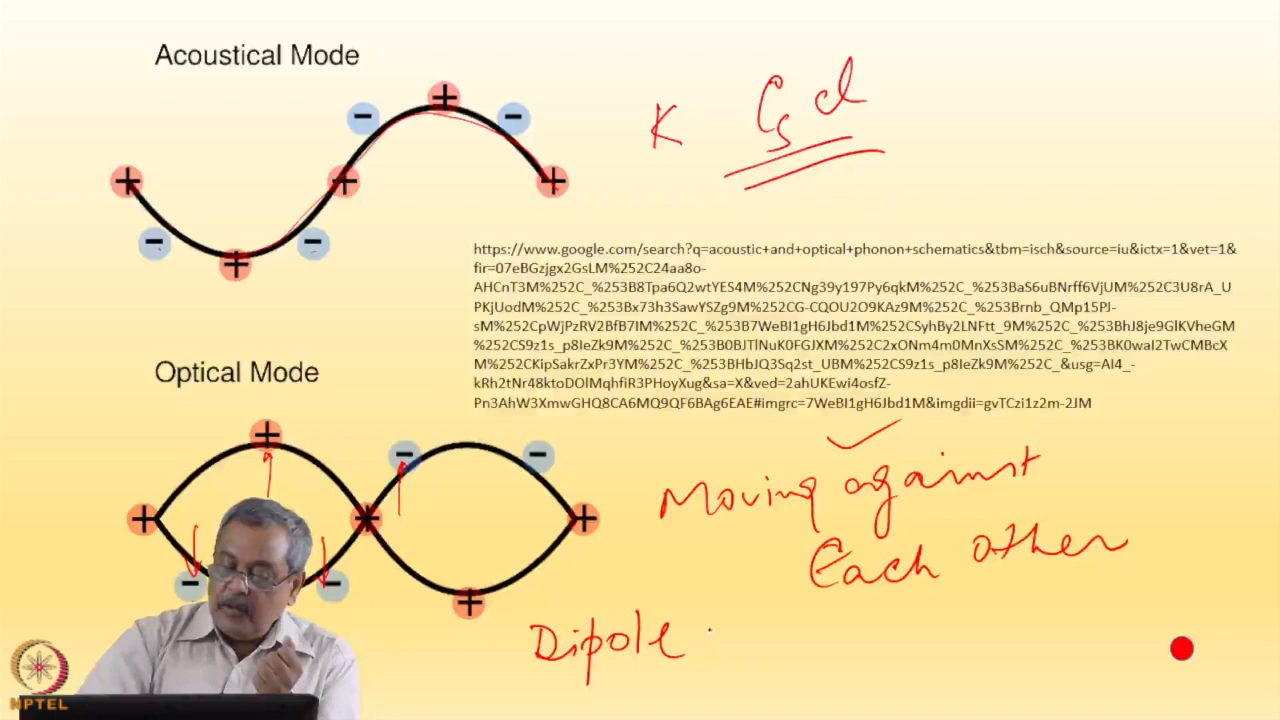 Acoustical Mode
+ - + - + - + - +
K CsCl
https://www.google.com/search?q=acoustic+and+optical+phonon+schematics&tbm=isch&source=iu&ictx=1&vet=1&
fir=07eBGzjgx2GsLM%252C24aa8o-
AHCnT3M%252C_%253B8Tpa6Q2wtYES4M%252CNg39y197Py6qkM%252C_%253BaS6uBNrff6VjUM%252C3U8rA_U
PKjUodM%252C_%253Bx73h3SawYSZg9M%252CG-CQOU2O9KAz9M%252C_%253Brnb_QMp15PJ-
sM%252CpWjPzRV2BfB7IM%252C_%253B7WeBI1gH6Jbd1M%252CSyhBy2LNFtt_9M%252C_%253BhJ8je9GlKVheGM
%252CS9z1s_p8IeZk9M%252C_%253B0BJTlNuK0FGJXM%252C2xONm4m0MnXsSM%252C_%253BK0waI2TwCMBcX
M%252CKipSakrZxPr3YM%252C_%253BHbJQ3Sq2st_UBM%252CS9z1s_p8IeZk9M%252C_&usg=AI4_-
kRh2tNr48ktoDOlMqhfiR3PHoyXug&sa=X&ved=2ahUKEwi4osfZ-
Pn3AhW3XmwGHQ8CA6MQ9QF6BAg6EAE#imgrc=7WeBI1gH6Jbd1M&imgdii=gvTCzi1z2m-2JM
Optical Mode
+ - -
+ + +
- - +
Moving against
Each other
Dipole
NPTEL